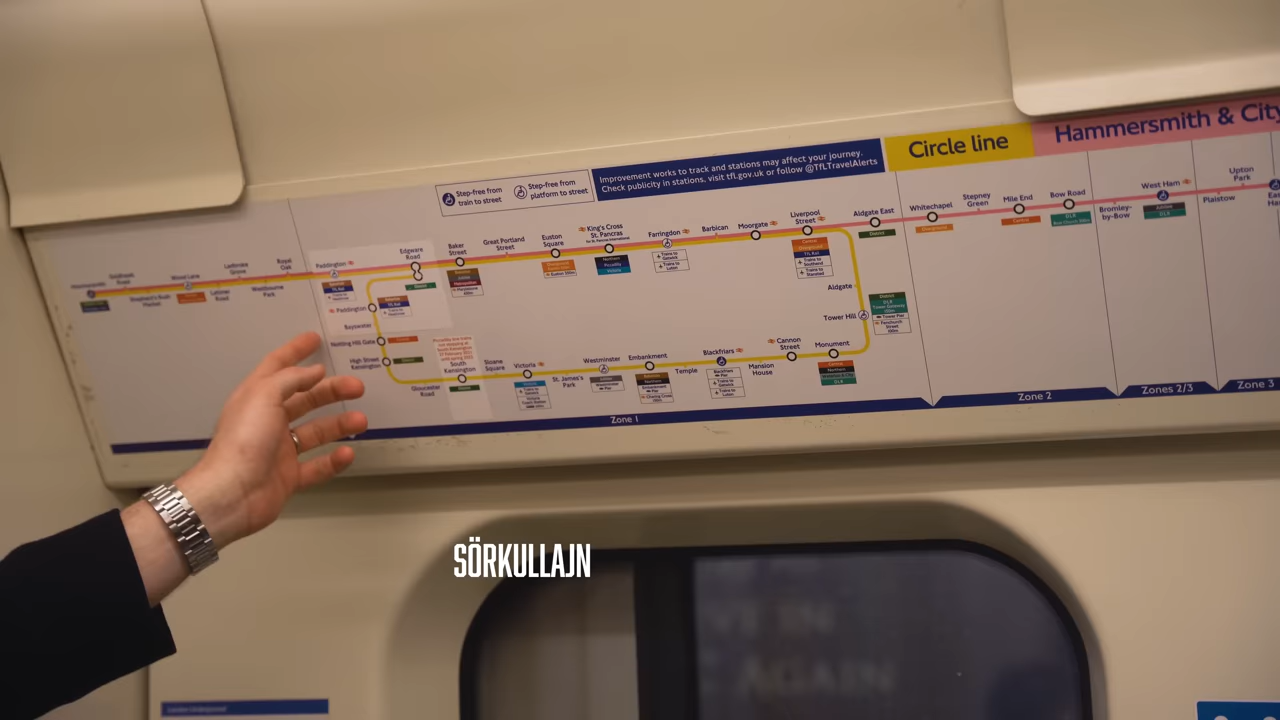 Circle line
Hammersmith & City
Improvement works to track and stations may affect your journey.
Check publicity in stations, visit tfl.gov.uk or follow @TfLTravelAlerts
Step-free from
train to street
Step-free from
platform to street
Hammersmith
Wood Lane
Ladbroke
Grove
Royal
Oak
Shepherd's Bush
Market
Latimer
Road
Westbourne
Park
Paddington
Edgware
Road
Baker
Street
Great Portland
Street
Euston
Square
King's Cross
St. Pancras
Farringdon
Barbican
Moorgate
Liverpool
Street
Aldgate East
Whitechapel
Stepney
Green
Mile End
Bow Road
Bromley-
by-Bow
West Ham
Plaistow
Upton
Park
Paddington
Bayswater
Notting Hill Gate
High Street
Kensington
Gloucester
Road
South
Kensington
Sloane
Square
Victoria
St. James's
Park
Westminster
Embankment
Temple
Blackfriars
Mansion
House
Cannon
Street
Monument
Tower Hill
Aldgate
Zone 1
Zone 2
Zones 2/3
Zone 3
SÖRKULLAJN
AGAIN